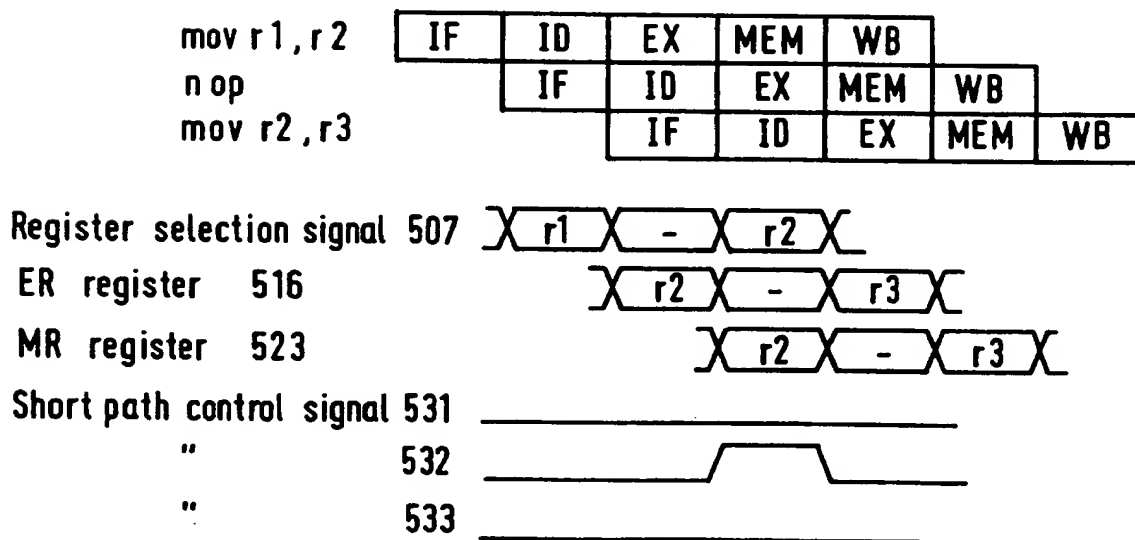 mov r1, r2 IF ID EX MEM WB
nop IF ID EX MEM WB
mov r2, r3 IF ID EX MEM WB
Register selection signal 507 r1 - r2
ER register 516 r2 - r3
MR register 523 r2 - r3
Short path control signal 531
" 532
" 533